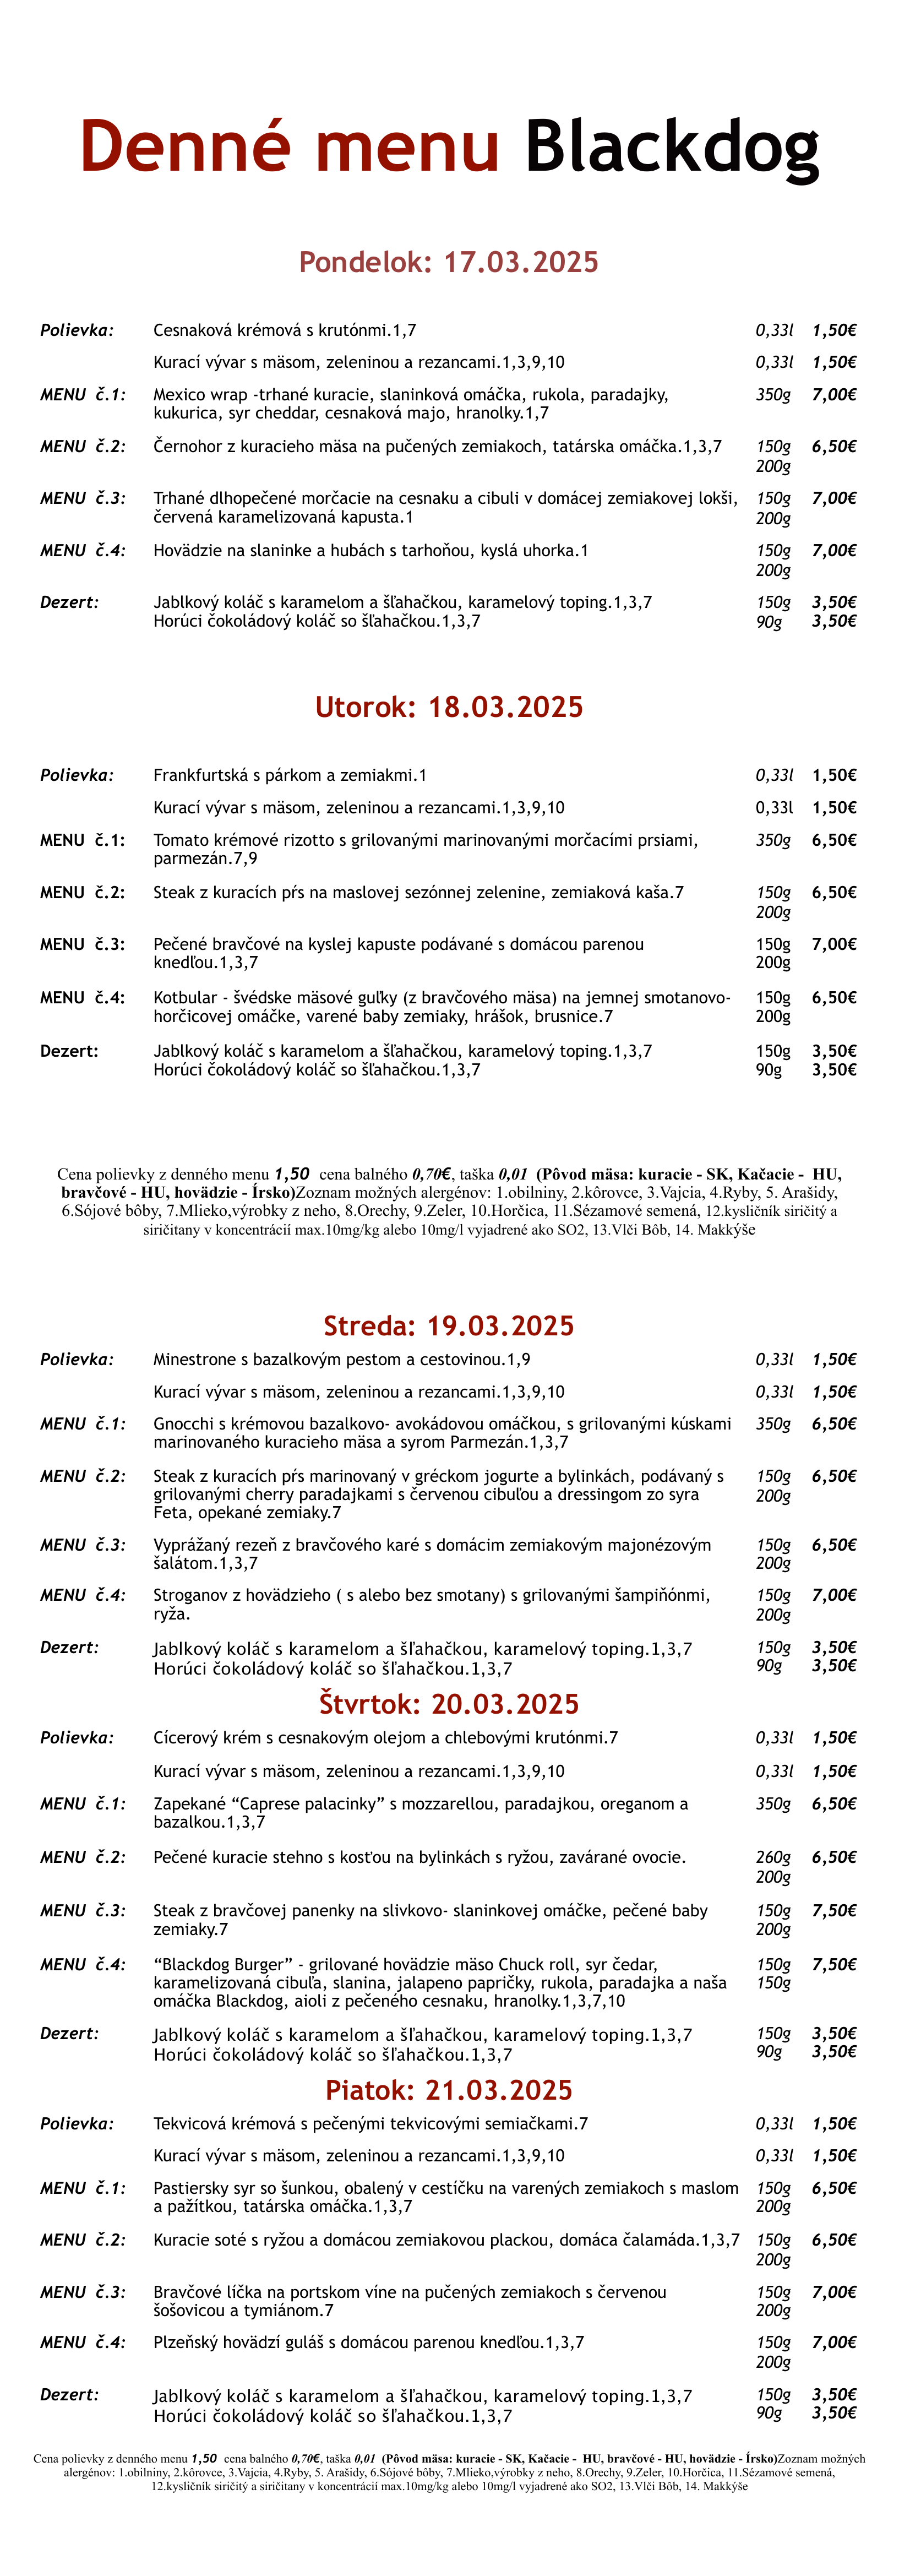 Denné menu Blackdog
Pondelok: 17.03.2025
Polievka: Cesnaková krémová s krutónmi.1,7 0,33l 1,50€
Kurací vývar s mäsom, zeleninou a rezancami.1,3,9,10 0,33l 1,50€
MENU č.1: Mexico wrap -trhané kuracie, slaninková omáčka, rukola, paradajky, 350g 7,00€
kukurica, syr cheddar, cesnaková majo, hranolky.1,7
MENU č.2: Černohor z kuracieho mäsa na pučených zemiakoch, tatárska omáčka.1,3,7 150g 6,50€
200g
MENU č.3: Trhané dlhopečené morčacie na cesnaku a cibuli v domácej zemiakovej lokši, 150g 7,00€
červená karamelizovaná kapusta.1 200g
MENU č.4: Hovädzie na slaninke a hubách s tarhoňou, kyslá uhorka.1 150g 7,00€
200g
Dezert: Jablkový koláč s karamelom a šľahačkou, karamelový toping.1,3,7 150g 3,50€
Horúci čokoládový koláč so šľahačkou.1,3,7 90g 3,50€
Utorok: 18.03.2025
Polievka: Frankfurtská s párkom a zemiakmi.1 0,33l 1,50€
Kurací vývar s mäsom, zeleninou a rezancami.1,3,9,10 0,33l 1,50€
MENU č.1: Tomato krémové rizotto s grilovanými marinovanými morčacími prsiami, 350g 6,50€
parmezán.7,9
MENU č.2: Steak z kuracích pŕs na maslovej sezónnej zelenine, zemiaková kaša.7 150g 6,50€
200g
MENU č.3: Pečené bravčové na kyslej kapuste podávané s domácou parenou 150g 7,00€
knedľou.1,3,7 200g
MENU č.4: Kotbular - švédske mäsové guľky (z bravčového mäsa) na jemnej smotanovo- 150g 6,50€
horčicovej omáčke, varené baby zemiaky, hrášok, brusnice.7 200g
Dezert: Jablkový koláč s karamelom a šľahačkou, karamelový toping.1,3,7 150g 3,50€
Horúci čokoládový koláč so šľahačkou.1,3,7 90g 3,50€
Cena polievky z denného menu 1,50 cena balného 0,70€, taška 0,01 (Pôvod mäsa: kuracie - SK, Kačacie - HU,
bravčové - HU, hovädzie - Írsko)Zoznam možných alergénov: 1.obilniny, 2.kôrovce, 3.Vajcia, 4.Ryby, 5. Arašidy,
6.Sójové bôby, 7.Mlieko,výrobky z neho, 8.Orechy, 9.Zeler, 10.Horčica, 11.Sézamové semená, 12.kysličník siričitý a
siričitany v koncentrácií max.10mg/kg alebo 10mg/l vyjadrené ako SO2, 13.Vlči Bôb, 14. Makkýše
Streda: 19.03.2025
Polievka: Minestrone s bazalkovým pestom a cestovinou.1,9 0,33l 1,50€
Kurací vývar s mäsom, zeleninou a rezancami.1,3,9,10 0,33l 1,50€
MENU č.1: Gnocchi s krémovou bazalkovo- avokádovou omáčkou, s grilovanými kúskami 350g 6,50€
marinovaného kuracieho mäsa a syrom Parmezán.1,3,7
MENU č.2: Steak z kuracích pŕs marinovaný v gréckom jogurte a bylinkách, podávaný s 150g 6,50€
grilovanými cherry paradajkami s červenou cibuľou a dressingom zo syra 200g
Feta, opekané zemiaky.7
MENU č.3: Vyprážaný rezeň z bravčového karé s domácim zemiakovým majonézovým 150g 6,50€
šalátom.1,3,7 200g
MENU č.4: Stroganov z hovädzieho ( s alebo bez smotany) s grilovanými šampiňónmi, 150g 7,00€
ryža. 200g
Dezert: Jablkový koláč s karamelom a šľahačkou, karamelový toping.1,3,7 150g 3,50€
Horúci čokoládový koláč so šľahačkou.1,3,7 90g 3,50€
Štvrtok: 20.03.2025
Polievka: Cícerový krém s cesnakovým olejom a chlebovými krutónmi.7 0,33l 1,50€
Kurací vývar s mäsom, zeleninou a rezancami.1,3,9,10 0,33l 1,50€
MENU č.1: Zapekané “Caprese palacinky” s mozzarellou, paradajkou, oreganom a 350g 6,50€
bazalkou.1,3,7
MENU č.2: Pečené kuracie stehno s kosťou na bylinkách s ryžou, zavárané ovocie. 260g 6,50€
200g
MENU č.3: Steak z bravčovej panenky na slivkovo- slaninkovej omáčke, pečené baby 150g 7,50€
zemiaky.7 200g
MENU č.4: “Blackdog Burger” - grilované hovädzie mäso Chuck roll, syr čedar, 150g 7,50€
karamelizovaná cibuľa, slanina, jalapeno papričky, rukola, paradajka a naša 150g
omáčka Blackdog, aioli z pečeného cesnaku, hranolky.1,3,7,10
Dezert: Jablkový koláč s karamelom a šľahačkou, karamelový toping.1,3,7 150g 3,50€
Horúci čokoládový koláč so šľahačkou.1,3,7 90g 3,50€
Piatok: 21.03.2025
Polievka: Tekvicová krémová s pečenými tekvicovými semiačkami.7 0,33l 1,50€
Kurací vývar s mäsom, zeleninou a rezancami.1,3,9,10 0,33l 1,50€
MENU č.1: Pastiersky syr so šunkou, obalený v cestíčku na varených zemiakoch s maslom 150g 6,50€
a pažítkou, tatárska omáčka.1,3,7 200g
MENU č.2: Kuracie soté s ryžou a domácou zemiakovou plackou, domáca čalamáda.1,3,7 150g 6,50€
200g
MENU č.3: Bravčové líčka na portskom víne na pučených zemiakoch s červenou 150g 7,00€
šošovicou a tymiánom.7 200g
MENU č.4: Plzeňský hovädzí guláš s domácou parenou knedľou.1,3,7 150g 7,00€
200g
Dezert: Jablkový koláč s karamelom a šľahačkou, karamelový toping.1,3,7 150g 3,50€
Horúci čokoládový koláč so šľahačkou.1,3,7 90g 3,50€
Cena polievky z denného menu 1,50 cena balného 0,70€, taška 0,01 (Pôvod mäsa: kuracie - SK, Kačacie - HU, bravčové - HU, hovädzie - Írsko)Zoznam možných
alergénov: 1.obilniny, 2.kôrovce, 3.Vajcia, 4.Ryby, 5. Arašidy, 6.Sójové bôby, 7.Mlieko,výrobky z neho, 8.Orechy, 9.Zeler, 10.Horčica, 11.Sézamové semená,
12.kysličník siričitý a siričitany v koncentrácií max.10mg/kg alebo 10mg/l vyjadrené ako SO2, 13.Vlči Bôb, 14. Makkýše